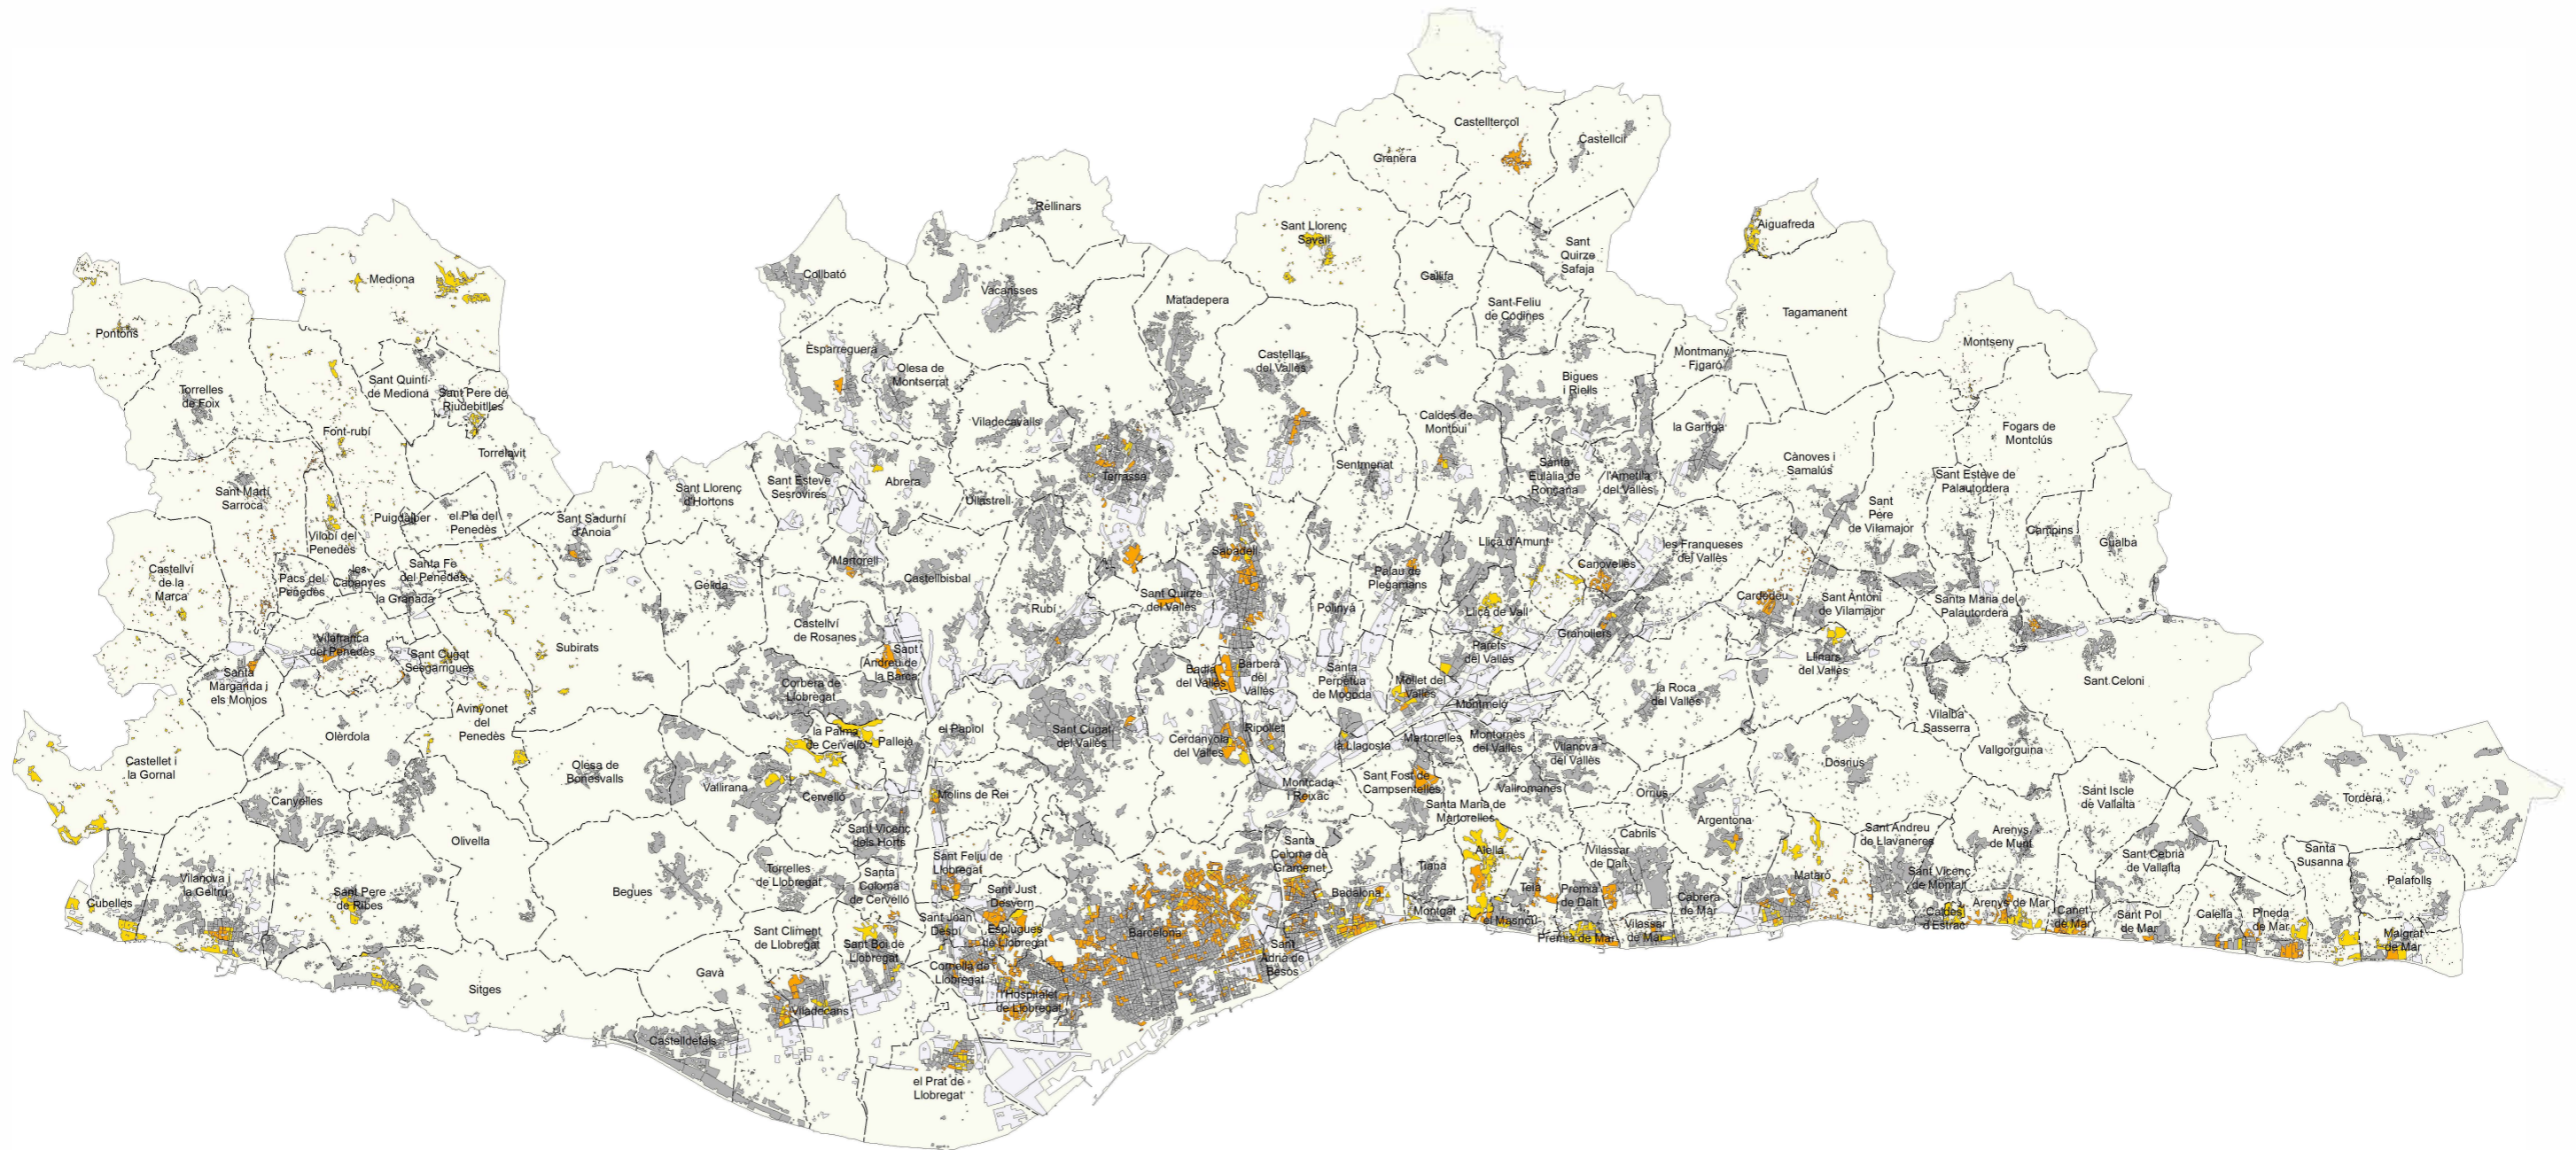 Castellterçol
Castellcir
Granera
Rellinars
Sant Llorenç
Savall
Aiguafreda
Sant
Quirze
Safaja
Mediona
Collbató
Vacarisses
Gallifa
Matadepera
Sant Feliu
de Codines
Tagamanent
Pontons
Montseny
Esparreguera
Castellar
del Vallès
Montmany
- Figaró
Olesa de
Montserrat
Sant Quintí
de Mediona
Bigues
i Riells
Torrelles
de Foix
Sant Pere de
Riudebitlles
Caldes de
Montbui
Viladecavalls
Font-rubí
la Garriga
Fogars de
Montclús
Torrelavit
Sentmenat
Cànoves i
Samalús
Terrassa
Santa
Eulàlia de
Ronçana
l'Ametlla
del Vallès
Sant Esteve de
Palautordera
Sant Esteve
Sesrovires
Abrera
Sant Llorenç
d'Hortons
Sant Martí
Sarroca
Ullastrell
Sant
Pere
de Vilamajor
Puigdàlber
el Pla del
Penedès
Sant Sadurní
d'Anoia
Campins
Vilobí del
Penedès
Lliçà d'Amunt
les Franqueses
del Vallès
Gualba
Sabadell
Martorell
Castellví
de la
Marca
Pacs del
Penedès
les
Cabanyes
Santa Fe
del Penedès
Castellbisbal
Palau de
Plegamans
Canovelles
Gelida
la Granada
Sant Quirze
del Vallès
Polinyà
Rubí
Lliçà de Vall
Cardedeu
Sant Antoni
de Vilamajor
Santa Maria de
Palautordera
Castellví
de Rosanes
Granollers
Vilafranca
del Penedès
Subirats
Sant Cugat
Sesgarrigues
Sant
Andreu de
la Barca
Parets
del Vallès
Llinars
del Vallès
Santa
Margarida i
els Monjos
Badia
del Vallès
Barberà
del
Vallès
Santa
Perpètua
de Mogoda
Mollet del
Vallès
Corbera de
Llobregat
Sant Celoni
la Roca
del Vallès
Montmeló
Avinyonet
del
Penedès
Olèrdola
la Palma
de Cervelló
Pallejà
el Papiol
Sant Cugat
del Vallès
Cerdanyola
del Vallès
Ripollet
la Llagosta
Martorelles
Montornès
del Vallès
Vilanova
del Vallès
Vilalba
Sasserra
Vallgorguina
Castellet i
la Gornal
Olesa de
Bonesvalls
Dosrius
Vallirana
Cervelló
Molins de Rei
Montcada
i Reixac
Sant Fost de
Campsentelles
Vallromanes
Òrrius
Sant Iscle
de Vallalta
Tordera
Canyelles
Santa Maria de
Martorelles
Argentona
Olivella
Sant Vicenç
dels Horts
Santa
Coloma de
Gramenet
Cabrils
Sant Andreu
de Llavaneres
Arenys
de Munt
Santa
Susanna
Sant Feliu de
Llobregat
Tiana
Alella
Vilassar
de Dalt
Sant Cebrià
de Vallalta
Torrelles
de Llobregat
Santa
Coloma
de Cervelló
Mataró
Sant Vicenç
de Montalt
Palafolls
Vilanova i
la Geltrú
Sant Pere
de Ribes
Begues
Sant Just
Desvern
Badalona
Teià
Premià
de Dalt
Cabrera
de Mar
Cubelles
Montgat
el Masnou
Arenys de Mar
Caldes
d'Estrac
Canet
de Mar
Sant Pol
de Mar
Calella
Pineda
de Mar
Malgrat
de Mar
Sant Joan
Despí
Esplugues
de Llobregat
Barcelona
Sant
Adrià de
Besòs
Premià de Mar
Vilassar
de Mar
Sant Climent
de Llobregat
Sant Boi de
Llobregat
Cornellà de
Llobregat
Gavà
Sitges
l'Hospitalet
de Llobregat
Viladecans
Castelldefels
el Prat de
Llobregat